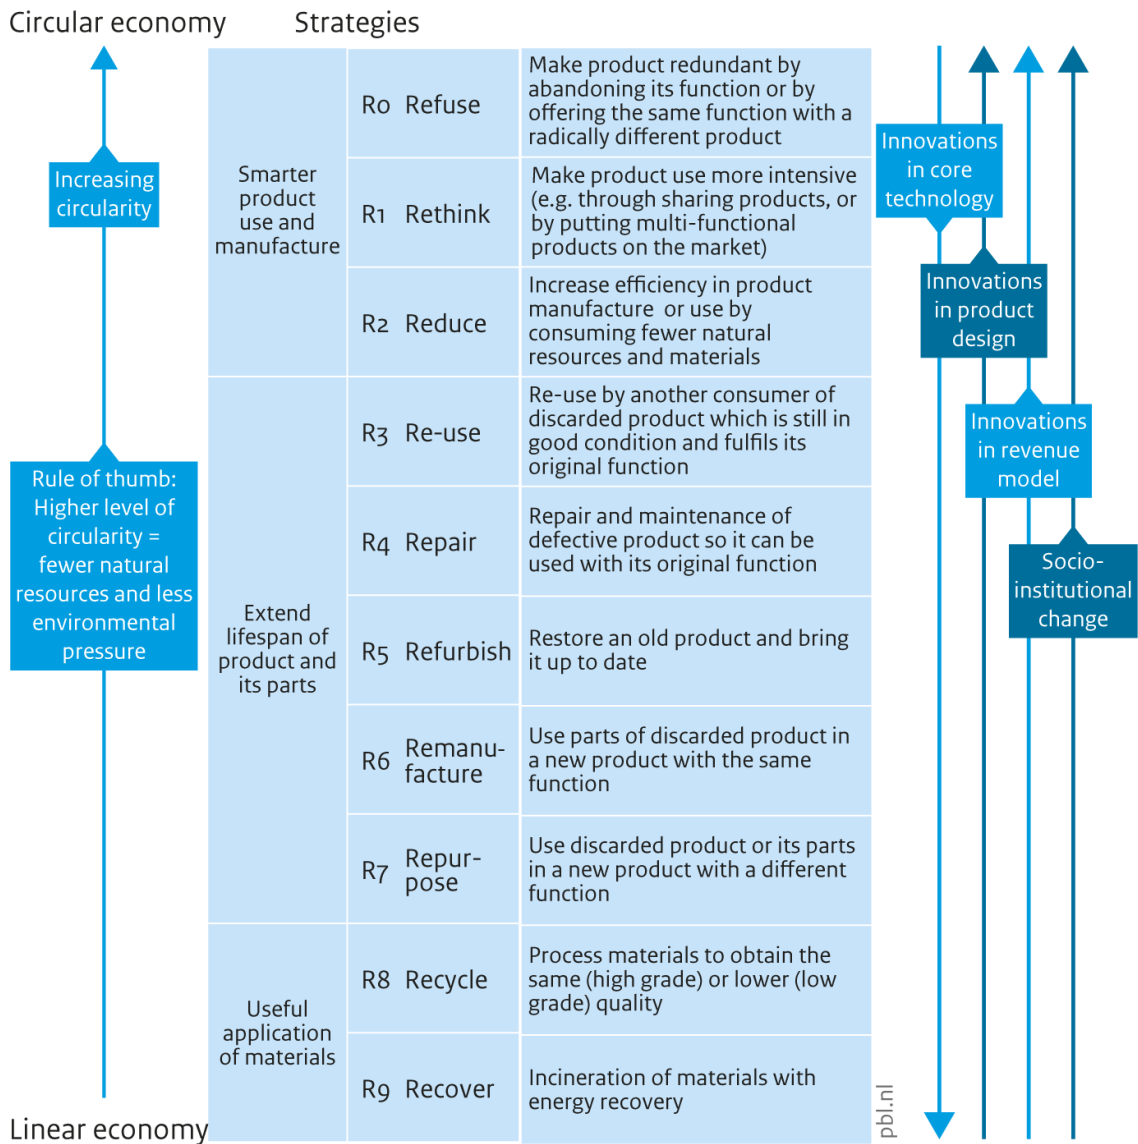 Circular economy
Strategies
Increasing
circularity
Rule of thumb:
Higher level of
circularity =
fewer natural
resources and less
environmental
pressure
Linear economy
Smarter
product
use and
manufacture
R0 Refuse
Make product redundant by
abandoning its function or by
offering the same function with a
radically different product
R1 Rethink
Make product use more intensive
(e.g. through sharing products, or
by putting multi-functional
products on the market)
R2 Reduce
Increase efficiency in product
manufacture or use by
consuming fewer natural
resources and materials
Extend
lifespan of
product and
its parts
R3 Re-use
Re-use by another consumer of
discarded product which is still in
good condition and fulfils its
original function
R4 Repair
Repair and maintenance of
defective product so it can be
used with its original function
R5 Refurbish
Restore an old product and bring
it up to date
R6 Remanu-
facture
Use parts of discarded product in
a new product with the same
function
R7 Repur-
pose
Use discarded product or its parts
in a new product with a different
function
Useful
application
of materials
R8 Recycle
Process materials to obtain the
same (high grade) or lower (low
grade) quality
R9 Recover
Incineration of materials with
energy recovery
pbl.nl
Innovations
in core
technology
Innovations
in product
design
Innovations
in revenue
model
Socio-
institutional
change